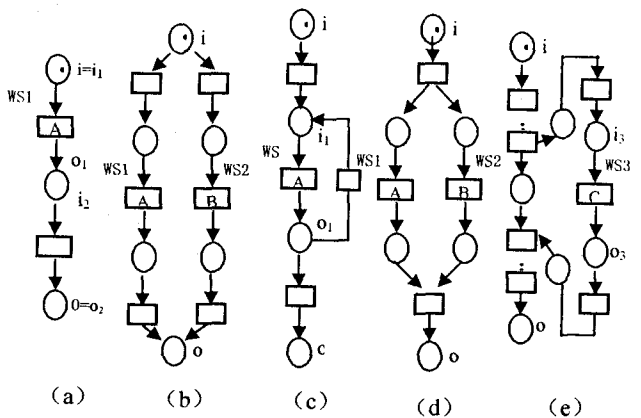 i=i₁
WS1
A
o₁
i₂
0=o₂
(a)
i
WS1
A
WS2
B
o
(b)
i
i₁
WS
A
o₁
c
(c)
i
WS1
A
WS2
B
o
(d)
i
i₃
WS3
C
o₃
o
(e)